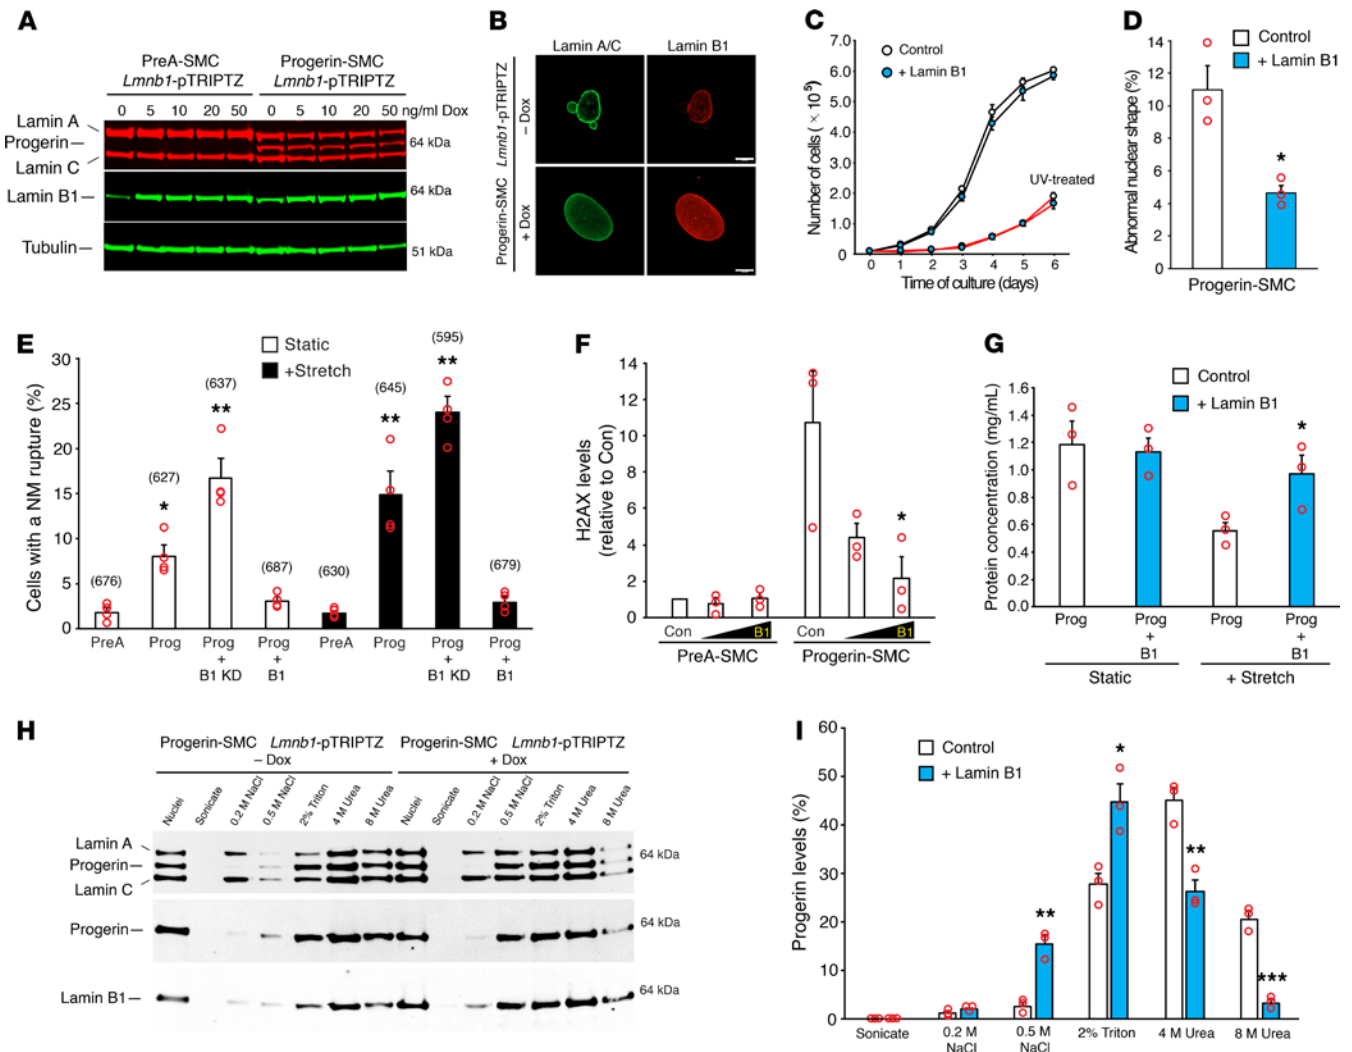 A
PreA-SMC Progerin-SMC
Lmnb1-pTRIPTZ Lmnb1-pTRIPTZ
0 5 10 20 50 0 5 10 20 50 ng/ml Dox
Lamin A
Progerin
Lamin C
64 kDa
Lamin B1
64 kDa
Tubulin
51 kDa
B
Lamin A/C Lamin B1
Lmnb1-pTRIPTZ
– Dox
Progerin-SMC
+ Dox
C
Number of cells (× 10⁵)
7.0
6.0
5.0
4.0
3.0
2.0
1.0
0
Control
+ Lamin B1
UV-treated
0 1 2 3 4 5 6
Time of culture (days)
D
Abnormal nuclear shape (%)
14
12
10
8
6
4
2
0
Control
+ Lamin B1
*
Progerin-SMC
E
Cells with a NM rupture (%)
30
25
20
15
10
5
0
Static
+Stretch
(676) (627) (637) (687) (630) (645) (595) (679)
* ** ** **
PreA Prog Prog + B1 KD Prog + B1 PreA Prog Prog + B1 KD Prog + B1
F
H2AX levels
(relative to Con)
14
12
10
8
6
4
2
0
*
Con B1 Con B1
PreA-SMC Progerin-SMC
G
Protein concentration (mg/mL)
1.6
1.4
1.2
1.0
0.8
0.6
0.4
0.2
0.0
Control
+ Lamin B1
*
Prog Prog + B1 Prog Prog + B1
Static + Stretch
H
Progerin-SMC Lmnb1-pTRIPTZ
– Dox + Dox
Nuclei Sonicate 0.2 M NaCl 0.5 M NaCl 2% Triton 4 M Urea 8 M Urea Nuclei Sonicate 0.2 M NaCl 0.5 M NaCl 2% Triton 4 M Urea 8 M Urea
Lamin A
Progerin
Lamin C
64 kDa
Progerin
64 kDa
Lamin B1
64 kDa
I
Progerin levels (%)
60
50
40
30
20
10
0
Control
+ Lamin B1
** * ** ***
Sonicate 0.2 M NaCl 0.5 M NaCl 2% Triton 4 M Urea 8 M Urea